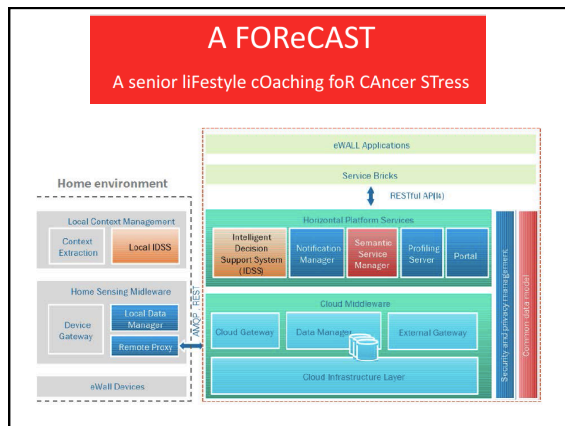 A FOReCAST
A senior liFestyle cOaching foR CAncer STress
eWALL Applications
Service Bricks
RESTful API(s)
Home environment
Local Context Management
Context
Extraction
Local IDSS
Home Sensing Midleware
Device
Gateway
Local Data
Manager
Remote Proxy
eWall Devices
AMQP REST
Horizontal Platform Services
Intelligent
Decision
Support System
(IDSS)
Notification
Manager
Semantic
Service
Manager
Profiling
Server
Portal
Cloud Middleware
Cloud Gateway
Data Manager
External Gateway
Cloud Infrastructure Layer
Security and privacy management
Common data model